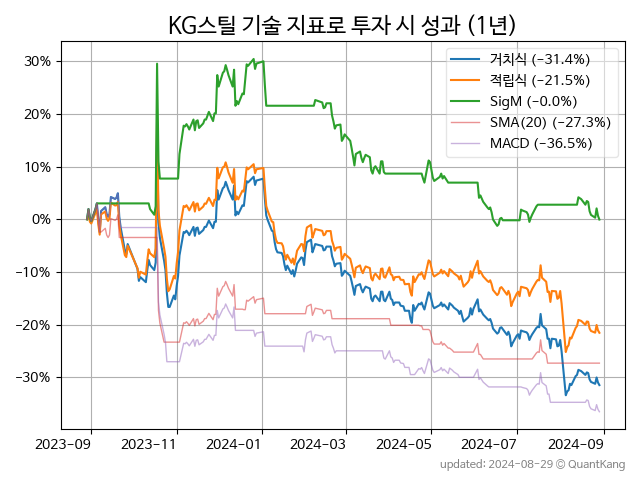 KG스틸 기술 지표로 투자 시 성과 (1년)
거치식 (−31.4%)
적립식 (−21.5%)
SigM (−0.0%)
SMA(20) (−27.3%)
MACD (−36.5%)
30%
20%
10%
0%
−10%
−20%
−30%
2023-09 2023-11 2024-01 2024-03 2024-05 2024-07 2024-09
updated: 2024-08-29 © QuantKang